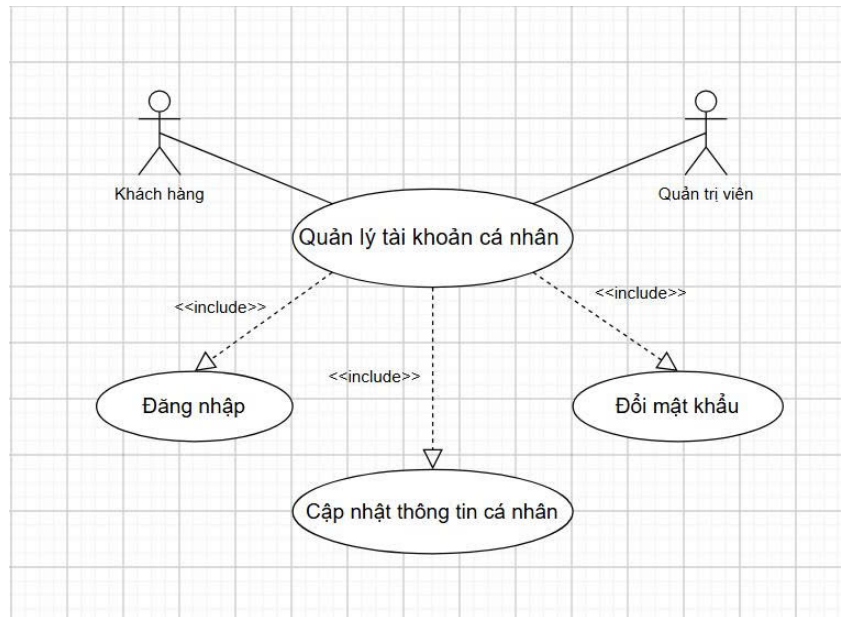 Khách hàng
Quản trị viên
Quản lý tài khoản cá nhân
<<include>>
<<include>>
<<include>>
Đăng nhập
Đổi mật khẩu
Cập nhật thông tin cá nhân